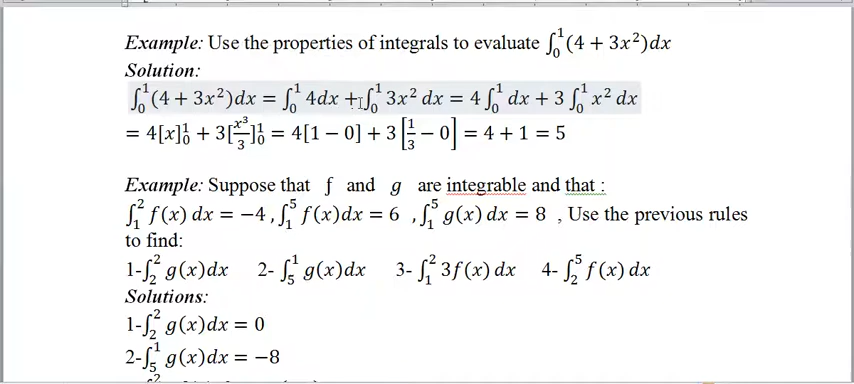 Example: Use the properties of integrals to evaluate ∫₀¹(4 + 3x²)dx
Solution:
∫₀¹(4 + 3x²)dx = ∫₀¹ 4dx + ∫₀¹ 3x² dx = 4 ∫₀¹ dx + 3 ∫₀¹ x² dx
= 4[x]₀¹ + 3[x³/3]₀¹ = 4[1 − 0] + 3 [1/3 − 0] = 4 + 1 = 5
Example: Suppose that f and g are integrable and that :
∫₁² f(x) dx = −4 , ∫₁⁵ f(x)dx = 6 , ∫₁⁵ g(x) dx = 8 , Use the previous rules
to find:
1-∫₂² g(x)dx 2- ∫₅¹ g(x)dx 3- ∫₁² 3f(x) dx 4- ∫₂⁵ f(x) dx
Solutions:
1-∫₂² g(x)dx = 0
2-∫₅¹ g(x)dx = −8